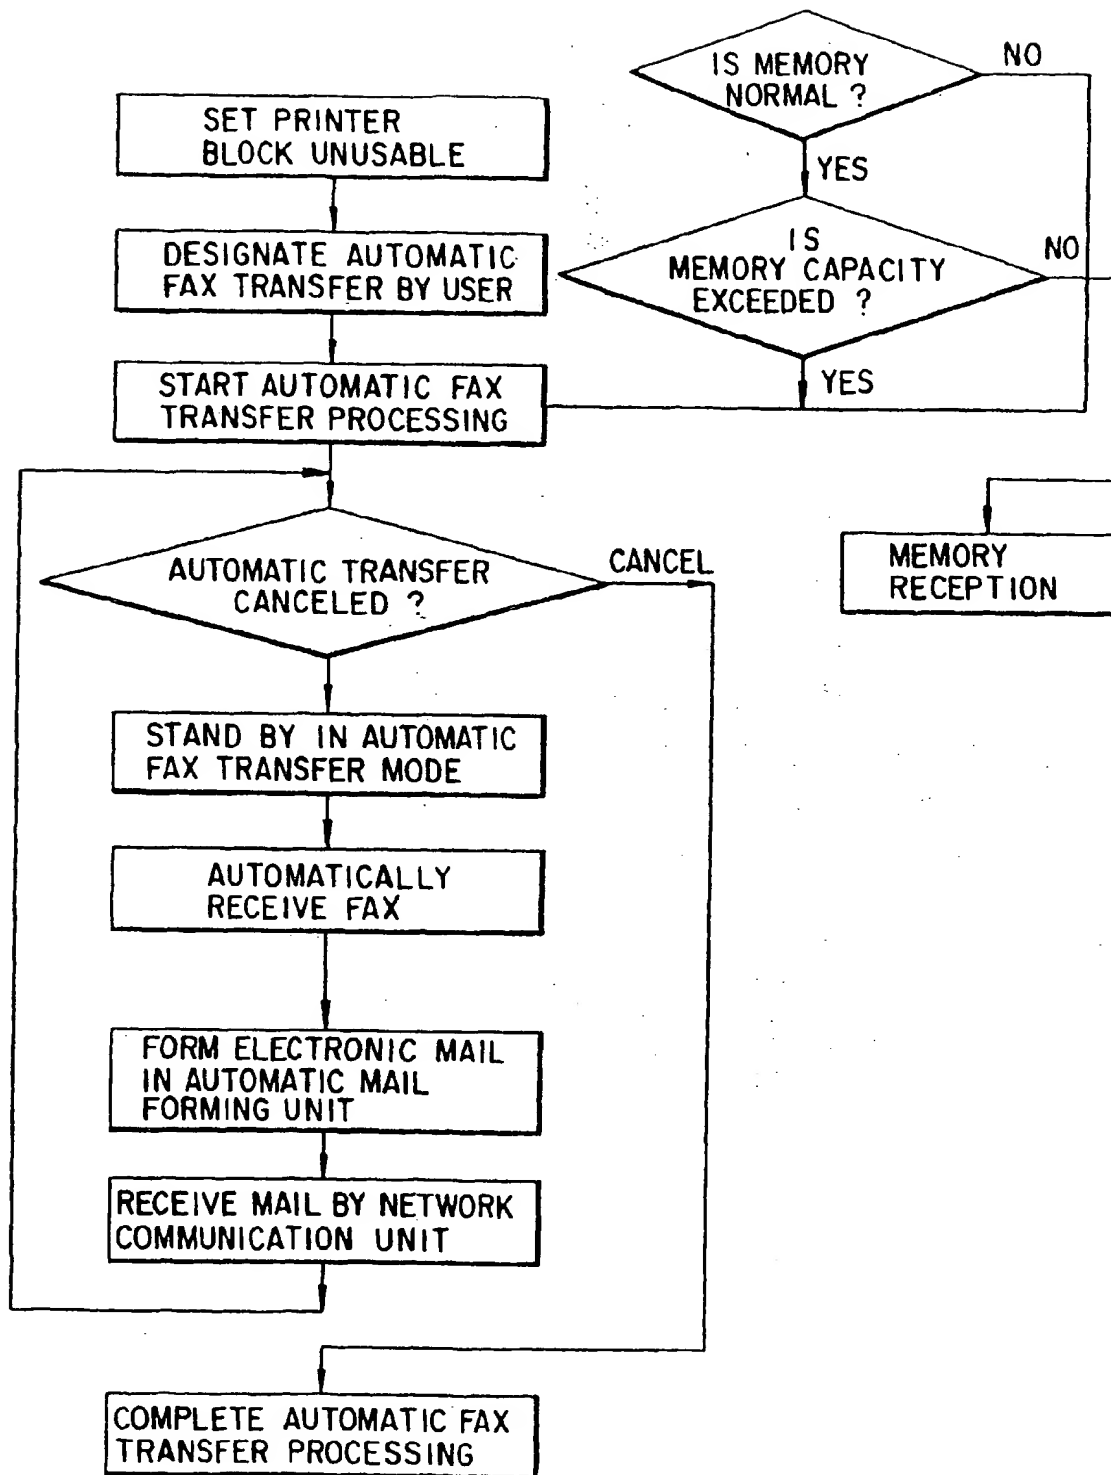 SET PRINTER
BLOCK UNUSABLE
DESIGNATE AUTOMATIC
FAX TRANSFER BY USER
START AUTOMATIC FAX
TRANSFER PROCESSING
IS MEMORY
NORMAL ?
NO
YES
IS
MEMORY CAPACITY
EXCEEDED ?
NO
YES
MEMORY
RECEPTION
AUTOMATIC TRANSFER
CANCELED ?
CANCEL
STAND BY IN AUTOMATIC
FAX TRANSFER MODE
AUTOMATICALLY
RECEIVE FAX
FORM ELECTRONIC MAIL
IN AUTOMATIC MAIL
FORMING UNIT
RECEIVE MAIL BY NETWORK
COMMUNICATION UNIT
COMPLETE AUTOMATIC FAX
TRANSFER PROCESSING